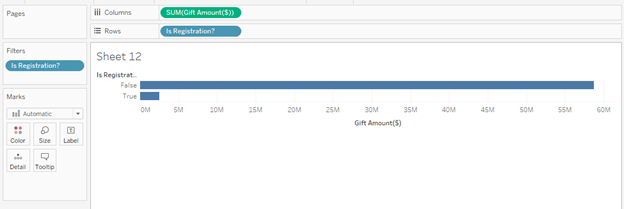 Pages
Columns
SUM(Gift Amount($))
Rows
Is Registration?
Filters
Is Registration?
Marks
Automatic
Color Size Label
Detail Tooltip
Sheet 12
Is Registrat..
False
True
0M 5M 10M 15M 20M 25M 30M 35M 40M 45M 50M 55M 60M
Gift Amount($)